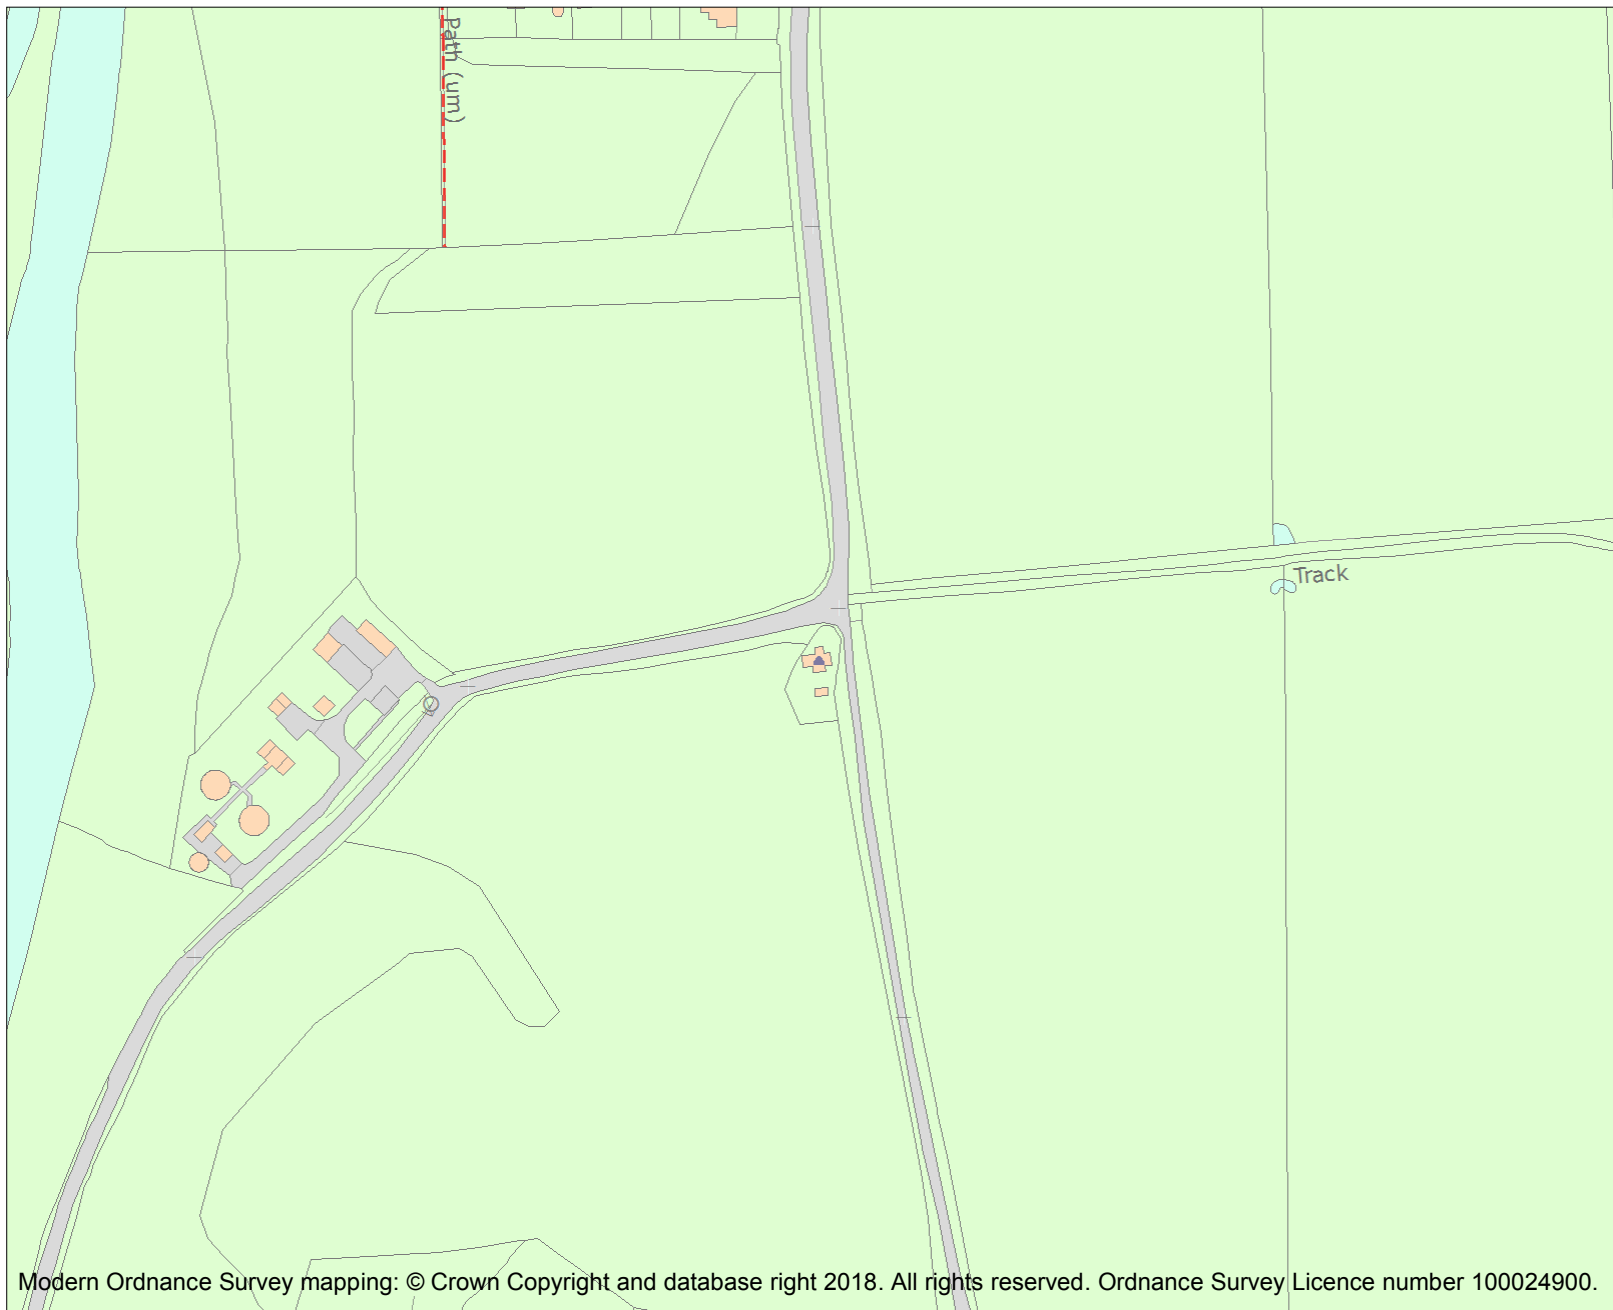 Path (um)
Track
Modern Ordnance Survey mapping: © Crown Copyright and database right 2018. All rights reserved. Ordnance Survey Licence number 100024900.